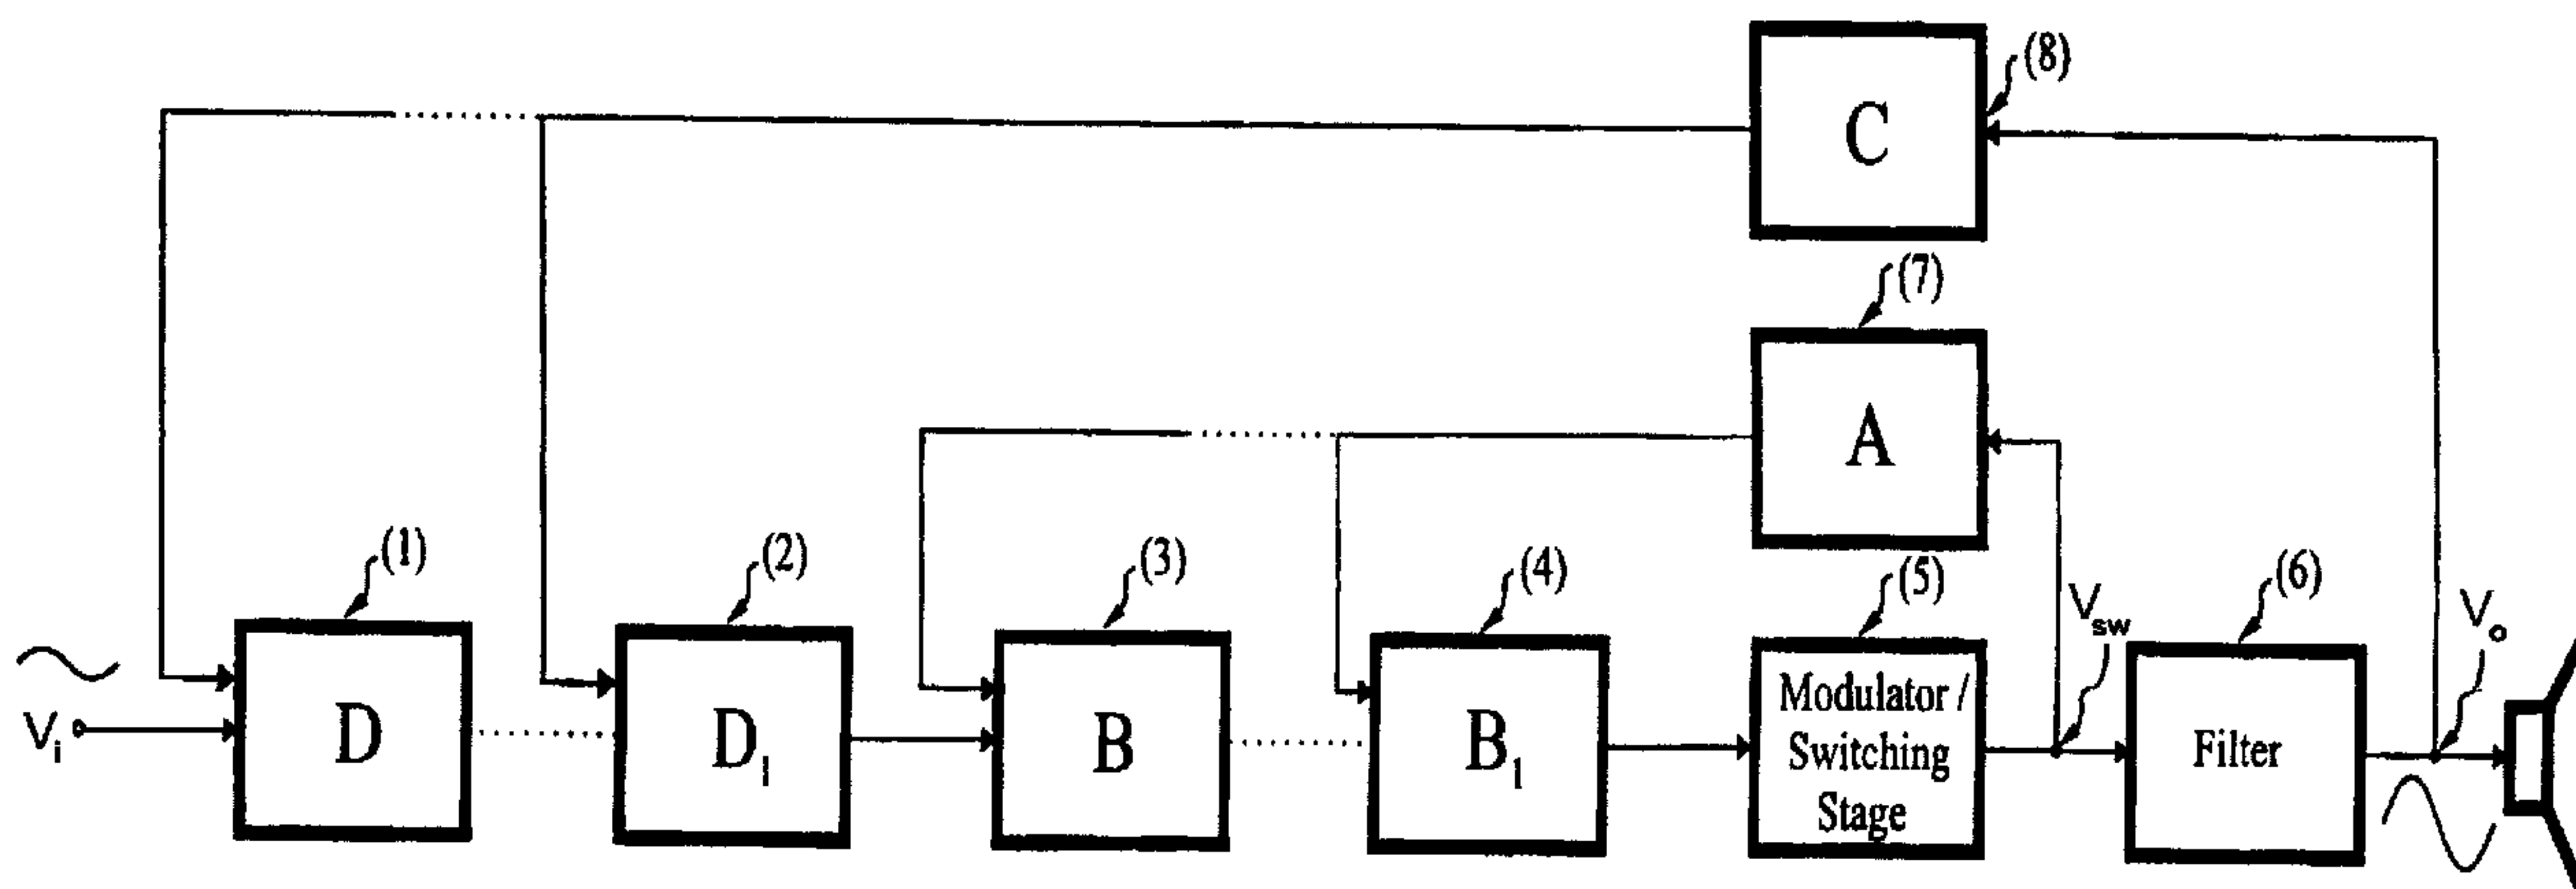 (8)
C
(7)
A
(1)
(2)
(3)
(4)
(5)
(6)
V_sw
V_o
V_i
D
D_1
B
B_1
Modulator /
Switching
Stage
Filter